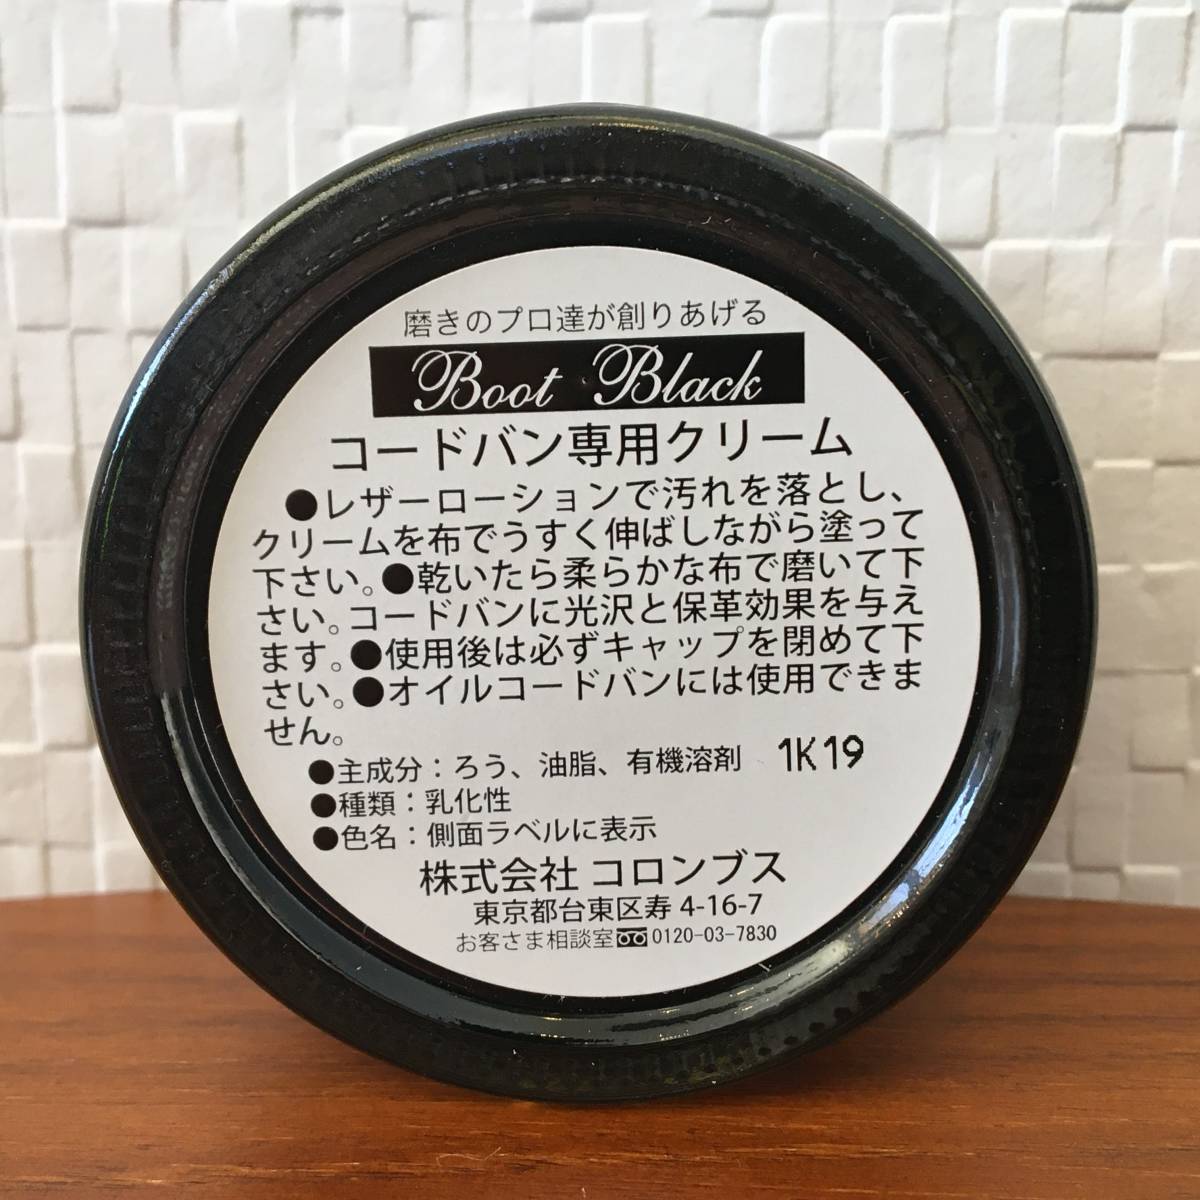 磨きのプロ達が創りあげる
Boot Black
コードバン専用クリーム
●レザーローションで汚れを落とし、
クリームを布でうすく伸ばしながら塗って
下さい。●乾いたら柔らかな布で磨いて下
さい。コードバンに光沢と保革効果を与え
ます。●使用後は必ずキャップを閉めて下
さい。●オイルコードバンには使用できま
せん。
●主成分：ろう、油脂、有機溶剤 1K19
●種類：乳化性
●色名：側面ラベルに表示
株式会社 コロンブス
東京都台東区寿 4-16-7
お客さま相談室 0120-03-7830